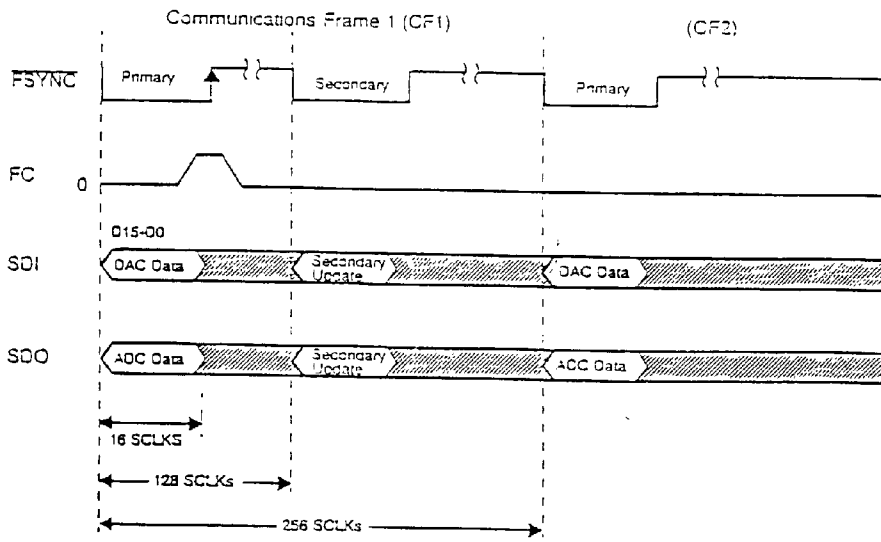 Communications Frame 1 (CF1)
(CF2)
FSYNC
Primary
Secondary
Primary
FC
0
D15-D0
SDI
DAC Data
Secondary
Update
DAC Data
SDO
ADC Data
Secondary
Update
ADC Data
16 SCLKS
128 SCLKs
256 SCLKs